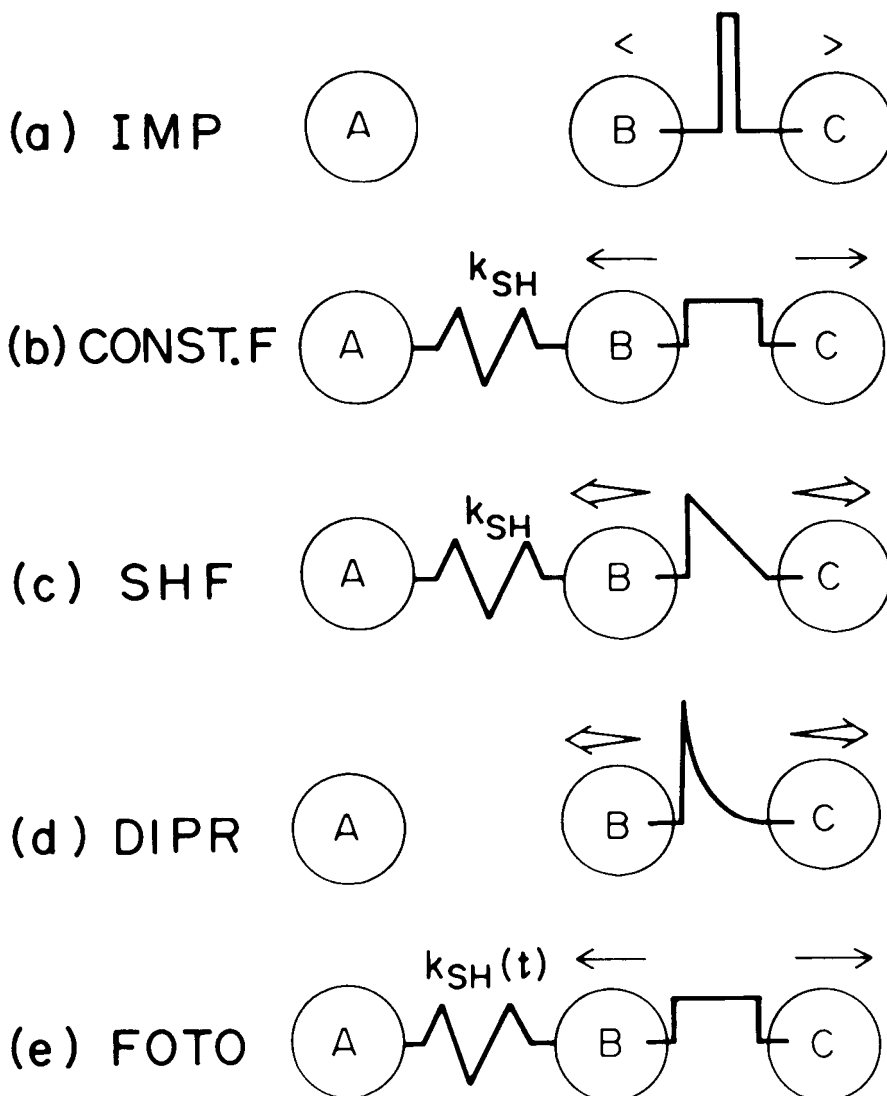 (a) IMP A < B > C
k_SH
(b) CONST.F A B C
k_SH
(c) SHF A B C
(d) DIPR A B C
k_SH(t)
(e) FOTO A B C